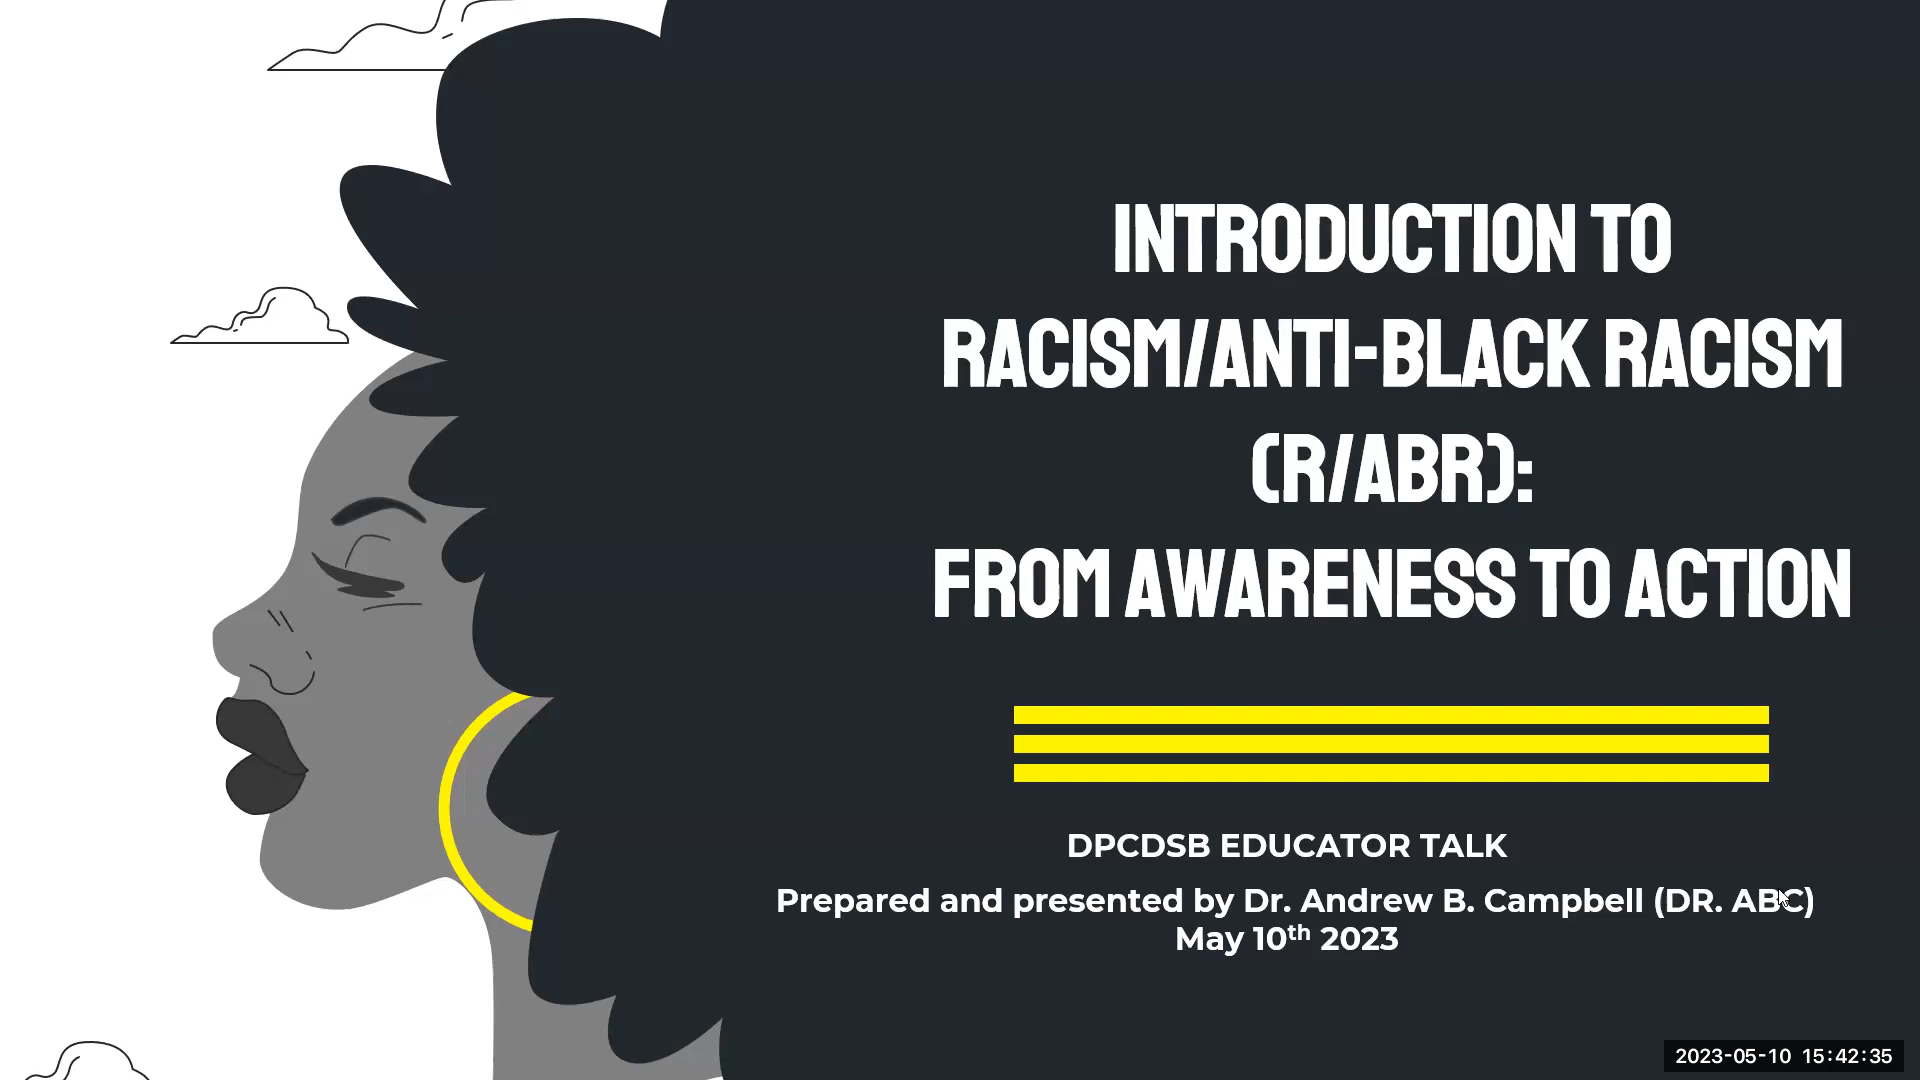 INTRODUCTION TO
RACISM/ANTI-BLACK RACISM
(R/ABR):
FROM AWARENESS TO ACTION
DPCDSB EDUCATOR TALK
Prepared and presented by Dr. Andrew B. Campbell (DR. ABC)
May 10th 2023
2023-05-10 15:42:35